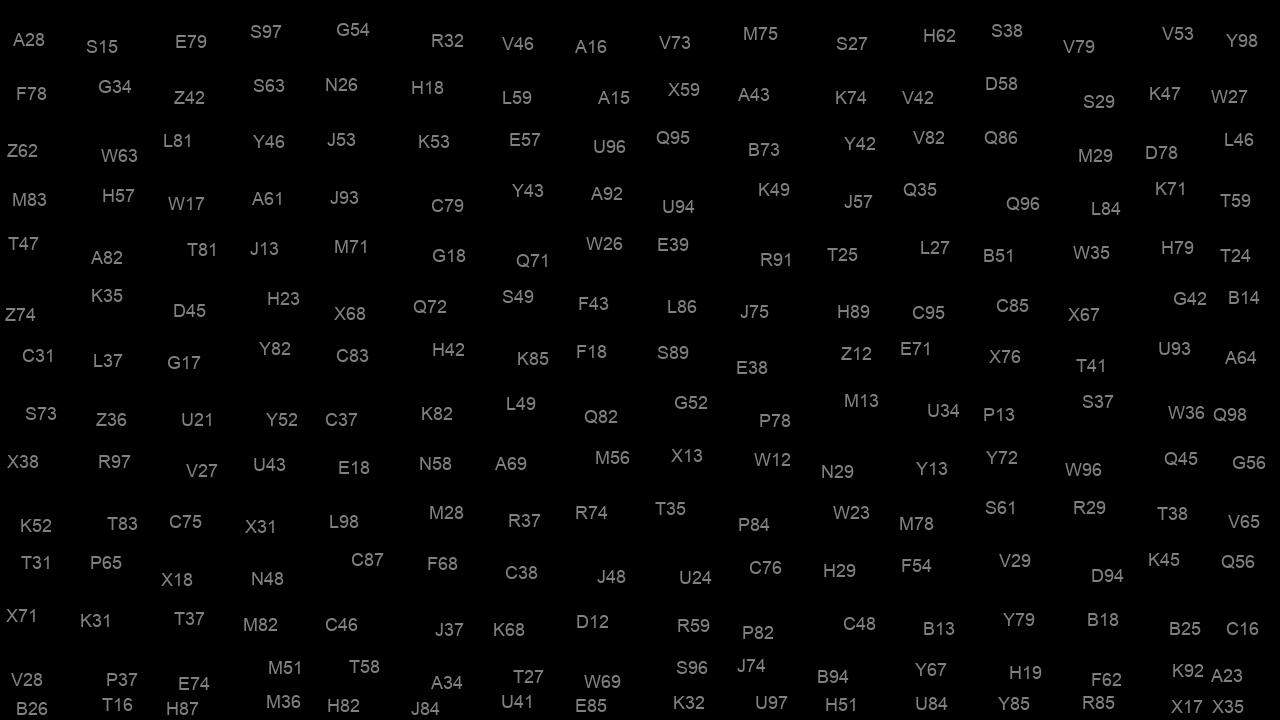 A28 S15 E79 S97 G54 R32 V46 A16 V73 M75 S27 H62 S38 V79 V53 Y98
F78 G34 Z42 S63 N26 H18 L59 A15 X59 A43 K74 V42 D58 S29 K47 W27
Z62 W63 L81 Y46 J53 K53 E57 U96 Q95 B73 Y42 V82 Q86 M29 D78 L46
M83 H57 W17 A61 J93 C79 Y43 A92 U94 K49 J57 Q35 Q96 L84 K71 T59
T47 A82 T81 J13 M71 G18 Q71 W26 E39 R91 T25 L27 B51 W35 H79 T24
Z74 K35 D45 H23 X68 Q72 S49 F43 L86 J75 H89 C95 C85 X67 G42 B14
C31 L37 G17 Y82 C83 H42 K85 F18 S89 E38 Z12 E71 X76 T41 U93 A64
S73 Z36 U21 Y52 C37 K82 L49 Q82 G52 P78 M13 U34 P13 S37 W36 Q98
X38 R97 V27 U43 E18 N58 A69 M56 X13 W12 N29 Y13 Y72 W96 Q45 G56
K52 T83 C75 X31 L98 M28 R37 R74 T35 P84 W23 M78 S61 R29 T38 V65
T31 P65 X18 N48 C87 F68 C38 J48 U24 C76 H29 F54 V29 D94 K45 Q56
X71 K31 T37 M82 C46 J37 K68 D12 R59 P82 C48 B13 Y79 B18 B25 C16
V28 P37 E74 M51 T58 A34 T27 W69 S96 J74 B94 Y67 H19 F62 K92 A23
B26 T16 H87 M36 H82 J84 U41 E85 K32 U97 H51 U84 Y85 R85 X17 X35